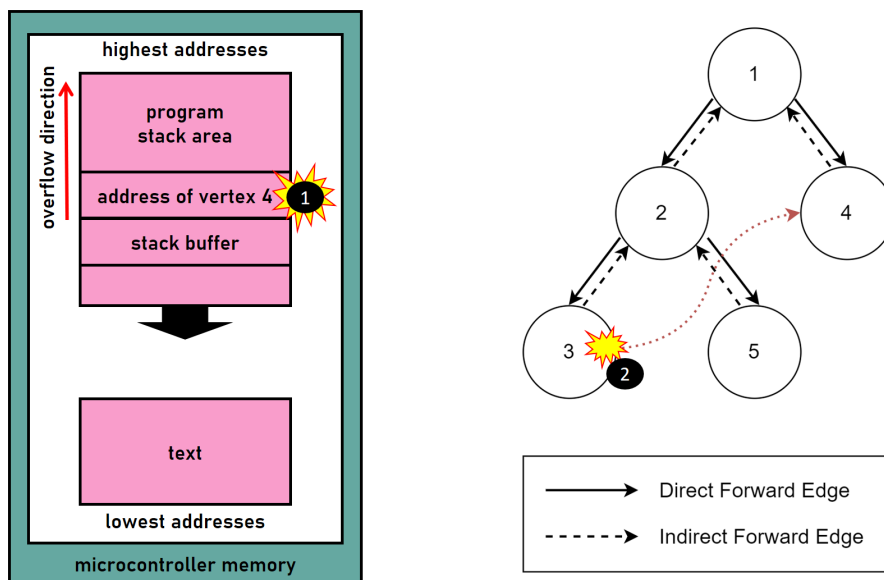 highest addresses
overflow direction
program
stack area
address of vertex 4
1
stack buffer
text
lowest addresses
microcontroller memory
1
2
4
3
2
5
Direct Forward Edge
Indirect Forward Edge